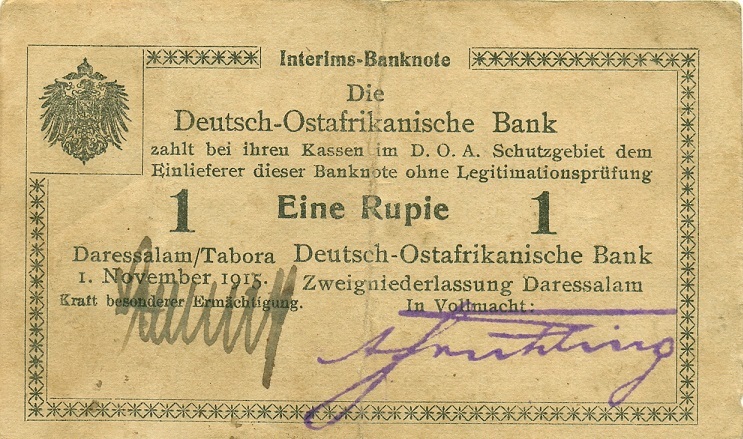 Interims-Banknote
Die
Deutsch-Ostafrikanische Bank
zahlt bei ihren Kassen im D. O. A. Schutzgebiet dem
Einlieferer dieser Banknote ohne Legitimationsprüfung
1 Eine Rupie 1
Daressalam/Tabora
1. November 1915.
Kraft besonderer Ermächtigung.
Deutsch-Ostafrikanische Bank
Zweigniederlassung Daressalam
In Vollmacht: